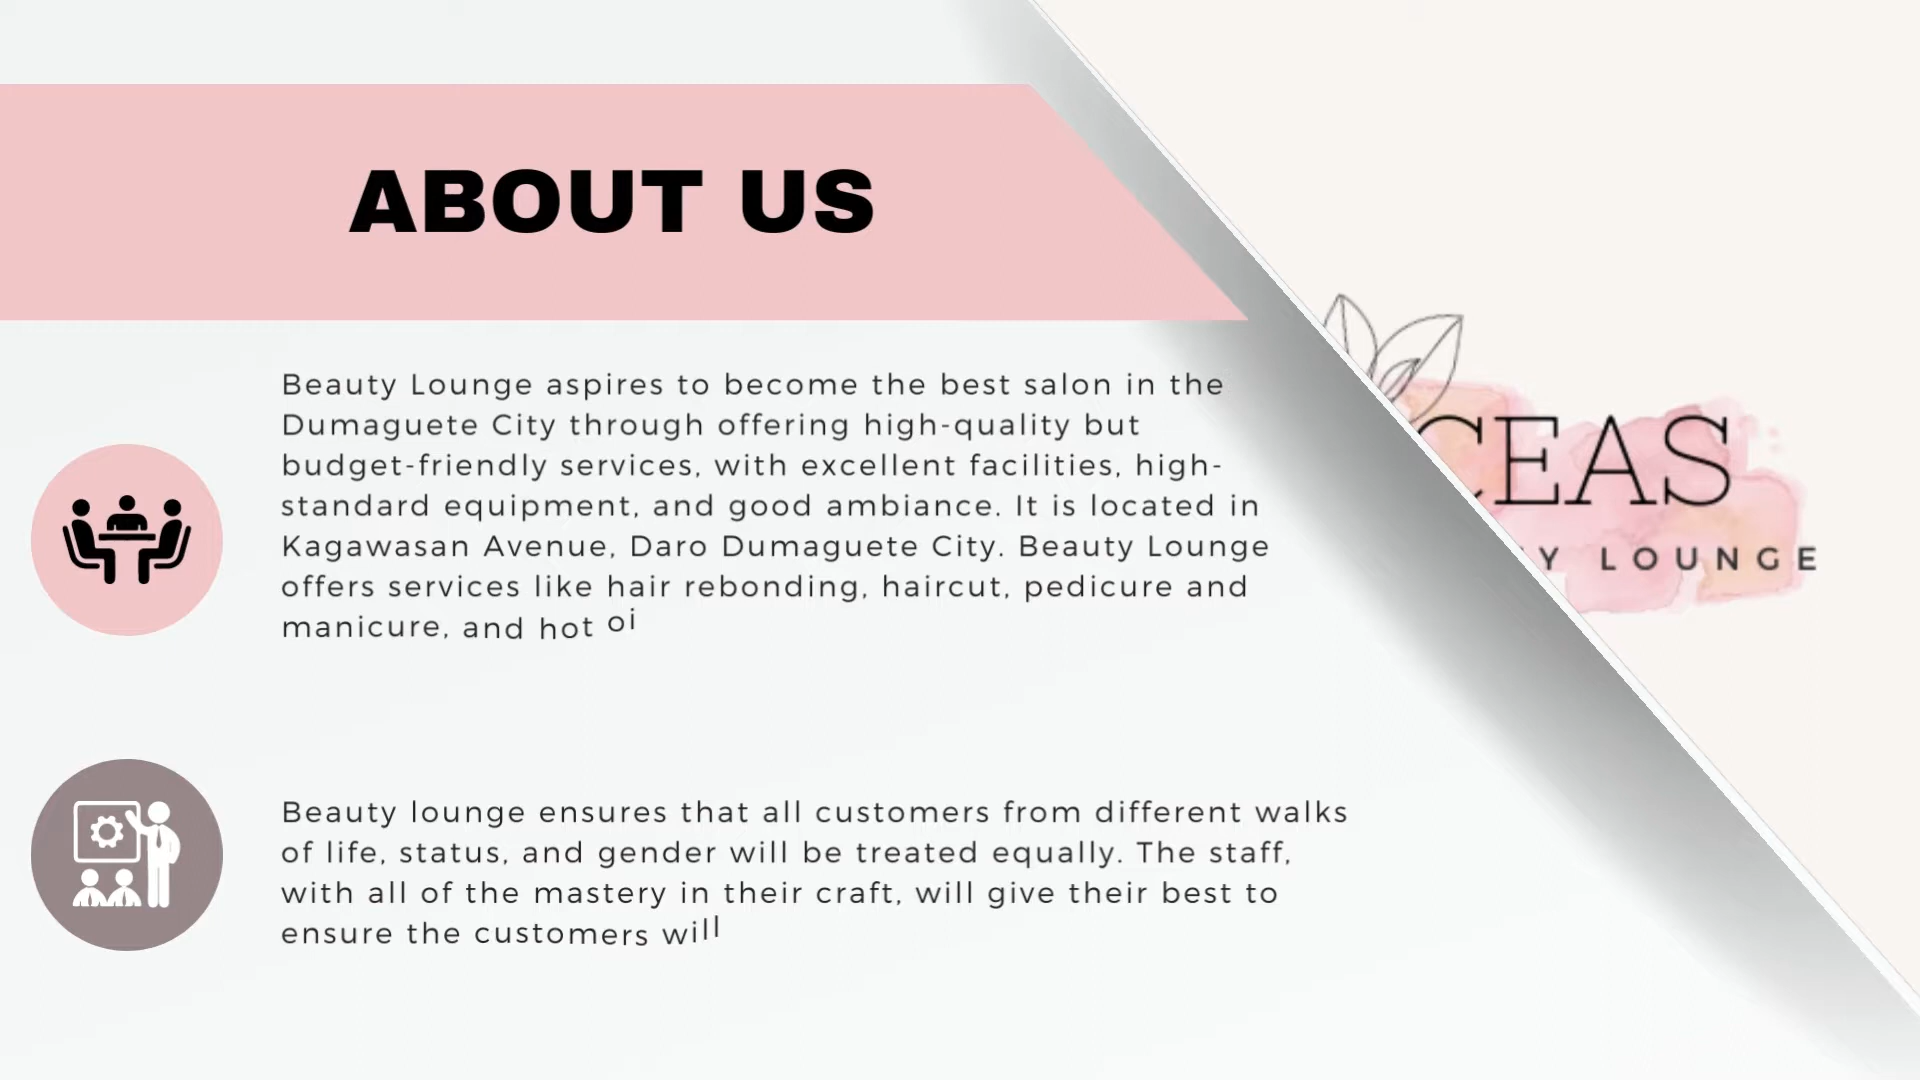 ABOUT US
Beauty Lounge aspires to become the best salon in the
Dumaguete City through offering high-quality but
budget-friendly services, with excellent facilities, high-
standard equipment, and good ambiance. It is located in
Kagawasan Avenue, Daro Dumaguete City. Beauty Lounge
offers services like hair rebonding, haircut, pedicure and
manicure, and hot oi
Beauty lounge ensures that all customers from different walks
of life, status, and gender will be treated equally. The staff,
with all of the mastery in their craft, will give their best to
ensure the customers will
CEAS
Y LOUNGE